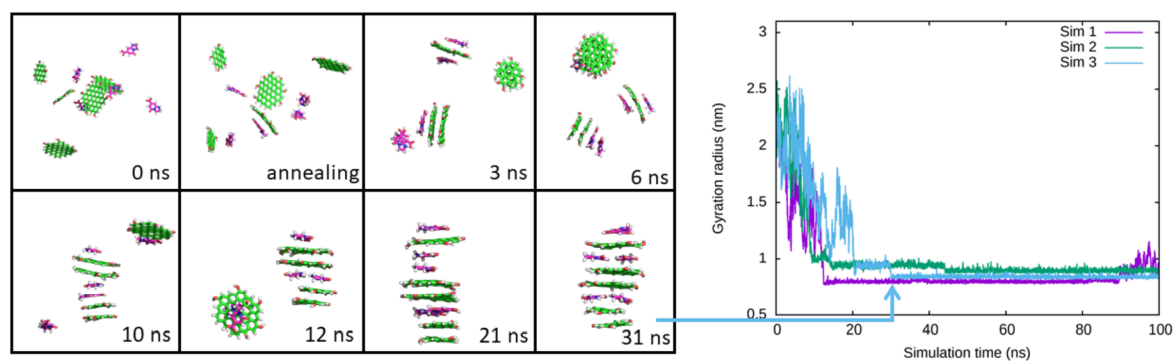 0 ns
annealing
3 ns
6 ns
10 ns
12 ns
21 ns
31 ns
Gyration radius (nm)
3
2.5
2
1.5
1
0.5
Sim 1
Sim 2
Sim 3
0
20
40
60
80
100
Simulation time (ns)